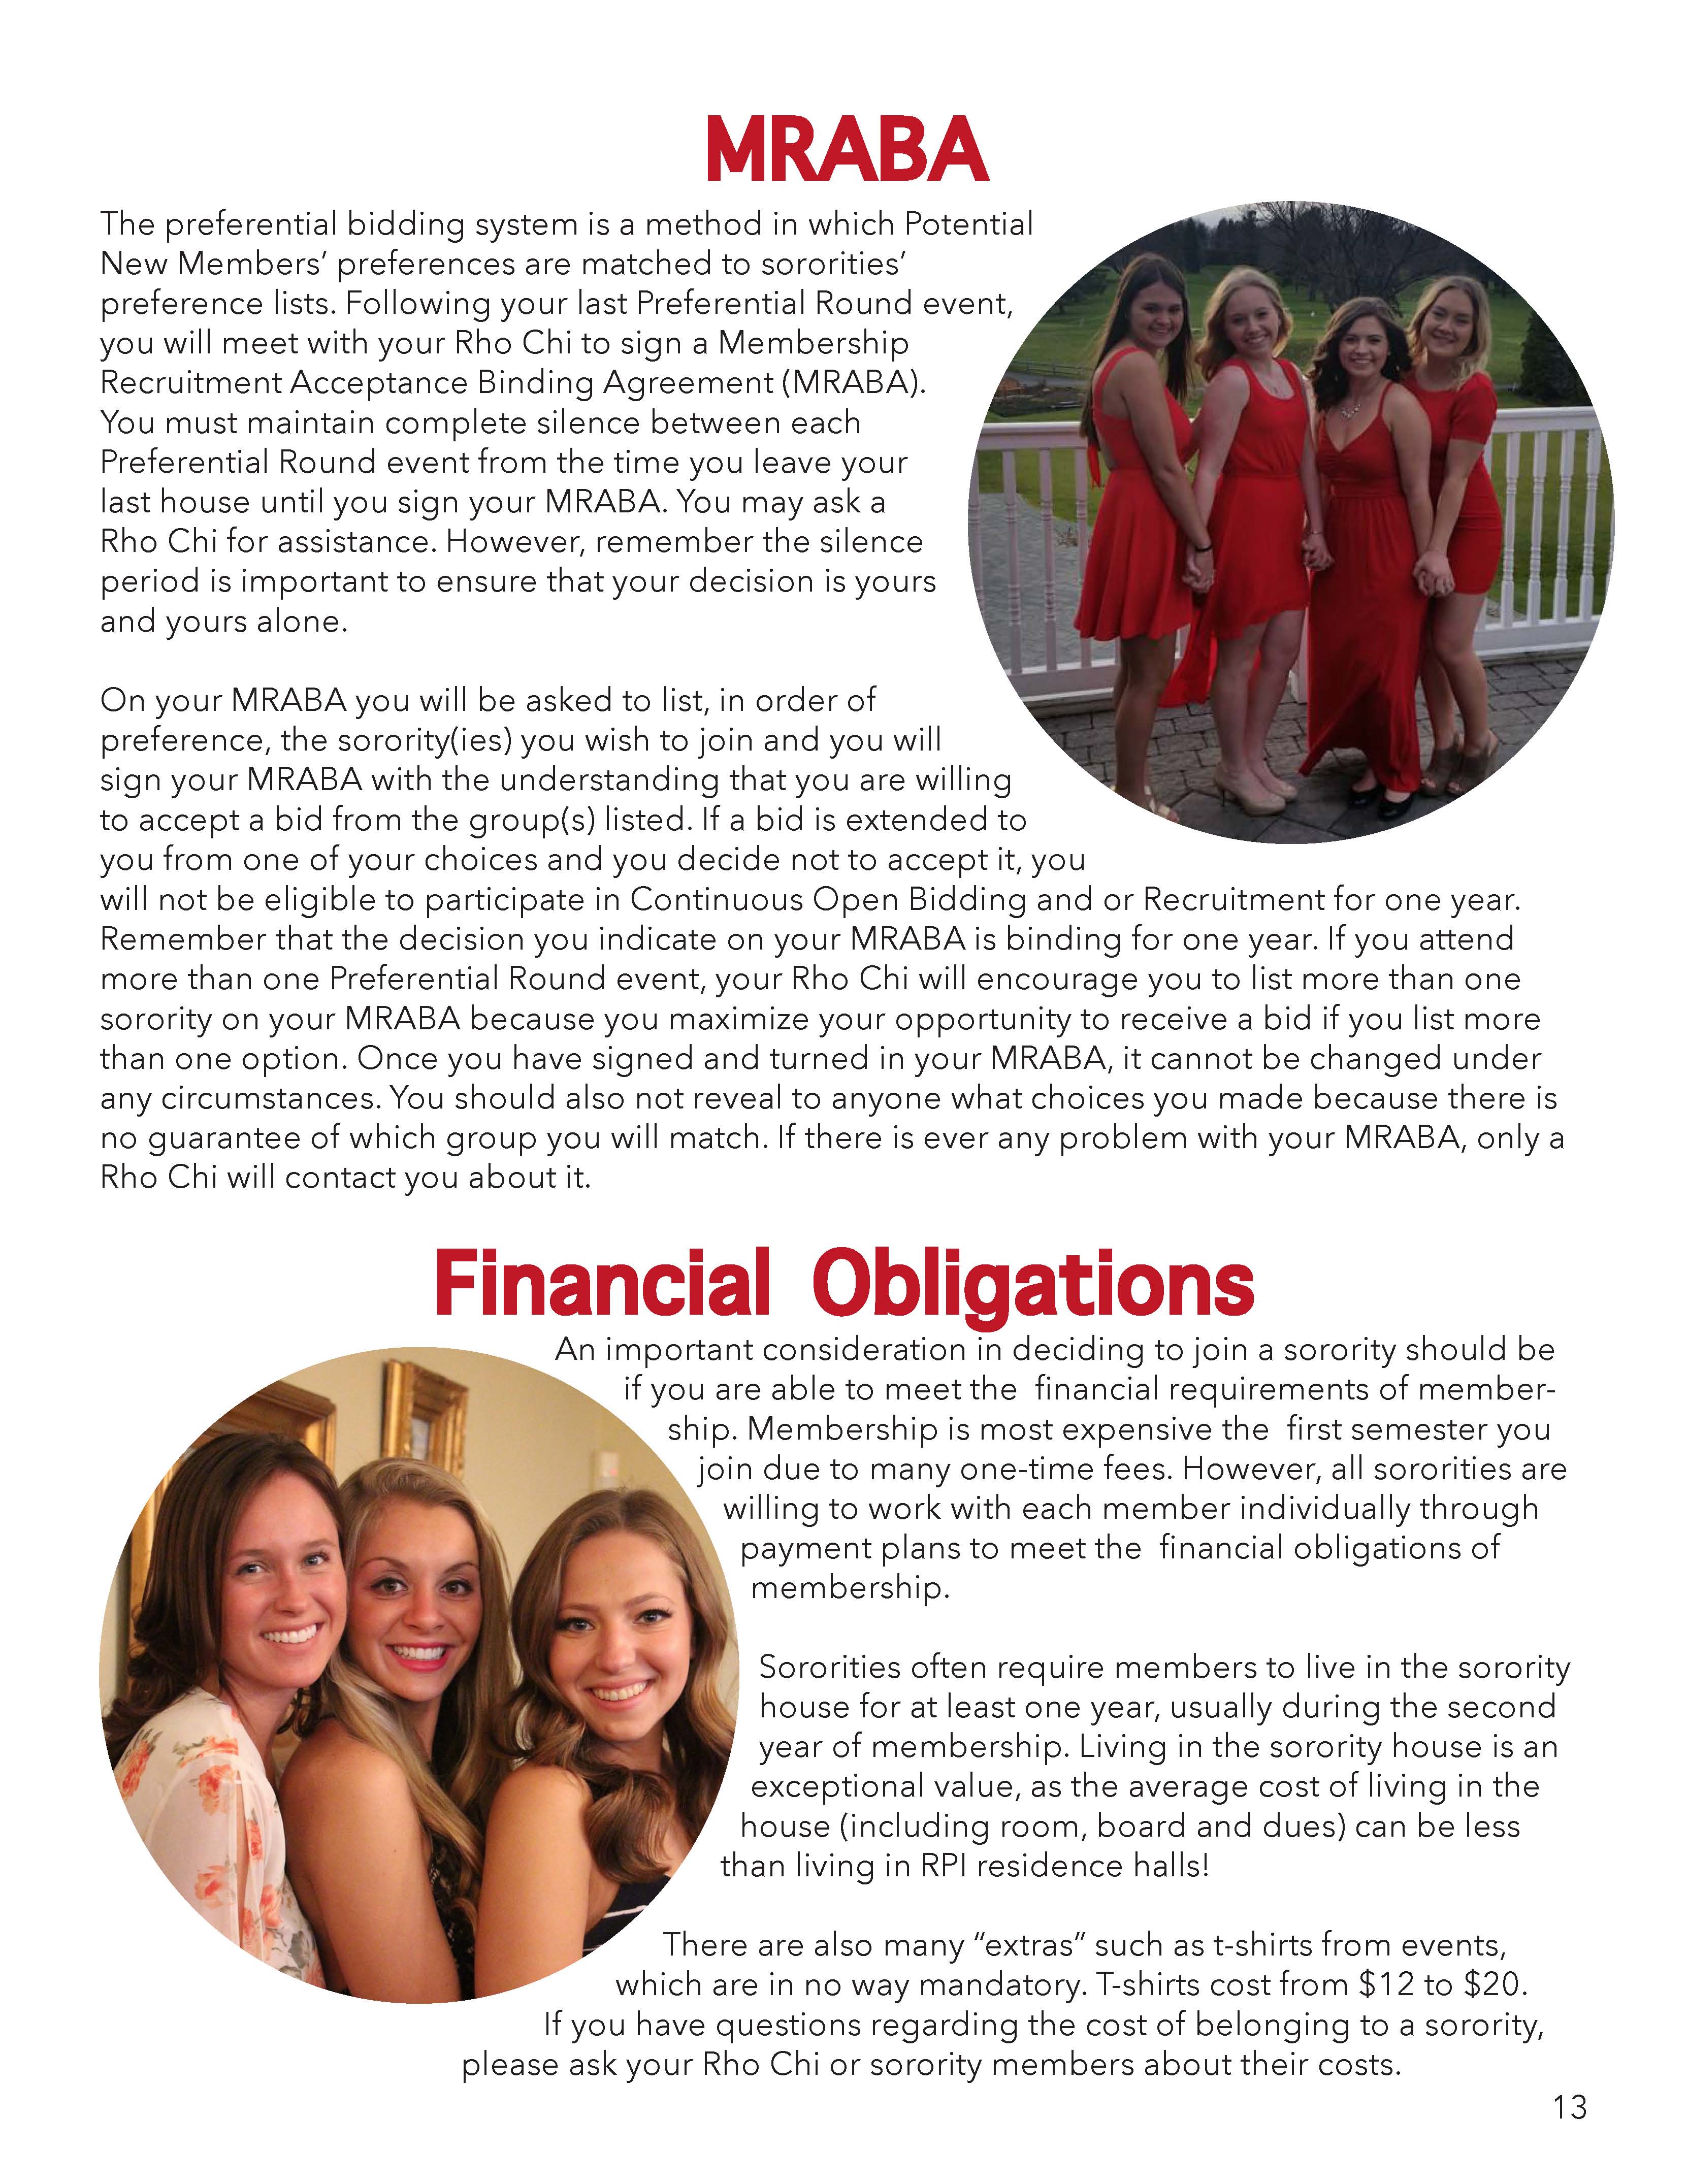 MRABA
The preferential bidding system is a method in which Potential
New Members’ preferences are matched to sororities’
preference lists. Following your last Preferential Round event,
you will meet with your Rho Chi to sign a Membership
Recruitment Acceptance Binding Agreement (MRABA).
You must maintain complete silence between each
Preferential Round event from the time you leave your
last house until you sign your MRABA. You may ask a
Rho Chi for assistance. However, remember the silence
period is important to ensure that your decision is yours
and yours alone.
On your MRABA you will be asked to list, in order of
preference, the sorority(ies) you wish to join and you will
sign your MRABA with the understanding that you are willing
to accept a bid from the group(s) listed. If a bid is extended to
you from one of your choices and you decide not to accept it, you
will not be eligible to participate in Continuous Open Bidding and or Recruitment for one year.
Remember that the decision you indicate on your MRABA is binding for one year. If you attend
more than one Preferential Round event, your Rho Chi will encourage you to list more than one
sorority on your MRABA because you maximize your opportunity to receive a bid if you list more
than one option. Once you have signed and turned in your MRABA, it cannot be changed under
any circumstances. You should also not reveal to anyone what choices you made because there is
no guarantee of which group you will match. If there is ever any problem with your MRABA, only a
Rho Chi will contact you about it.
Financial Obligations
An important consideration in deciding to join a sorority should be
if you are able to meet the financial requirements of member-
ship. Membership is most expensive the first semester you
join due to many one-time fees. However, all sororities are
willing to work with each member individually through
payment plans to meet the financial obligations of
membership.
Sororities often require members to live in the sorority
house for at least one year, usually during the second
year of membership. Living in the sorority house is an
exceptional value, as the average cost of living in the
house (including room, board and dues) can be less
than living in RPI residence halls!
There are also many “extras” such as t-shirts from events,
which are in no way mandatory. T-shirts cost from $12 to $20.
If you have questions regarding the cost of belonging to a sorority,
please ask your Rho Chi or sorority members about their costs.
13